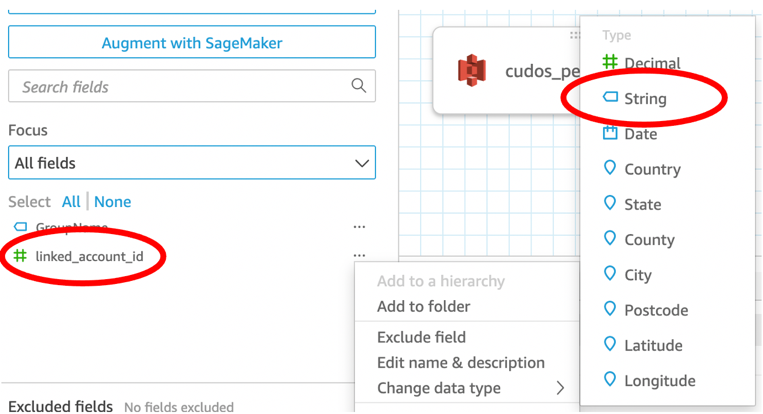 Augment with SageMaker
Search fields
Focus
All fields
Select All None
GroupName
linked_account_id
Excluded fields No fields excluded
cudos_pe
Add to a hierarchy
Add to folder
Exclude field
Edit name & description
Change data type
Type
Decimal
String
Date
Country
State
County
City
Postcode
Latitude
Longitude